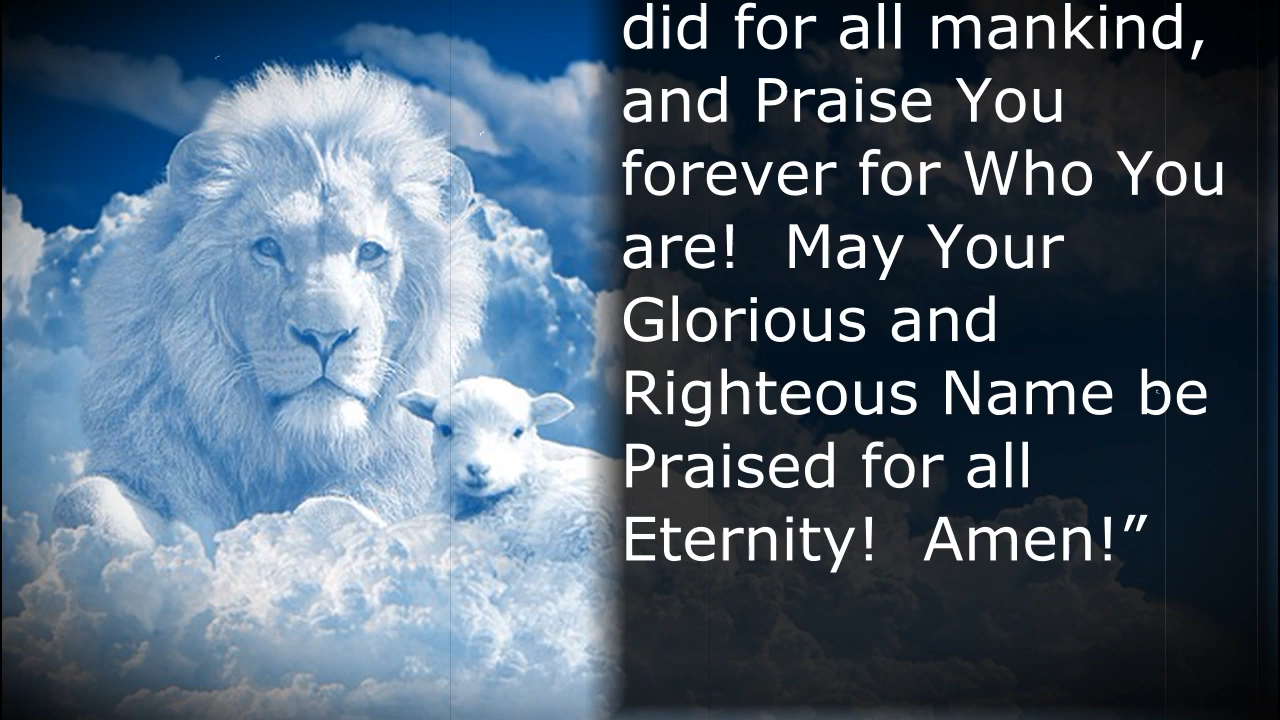 did for all mankind,
and Praise You
forever for Who You
are!  May Your
Glorious and
Righteous Name be
Praised for all
Eternity!  Amen!”